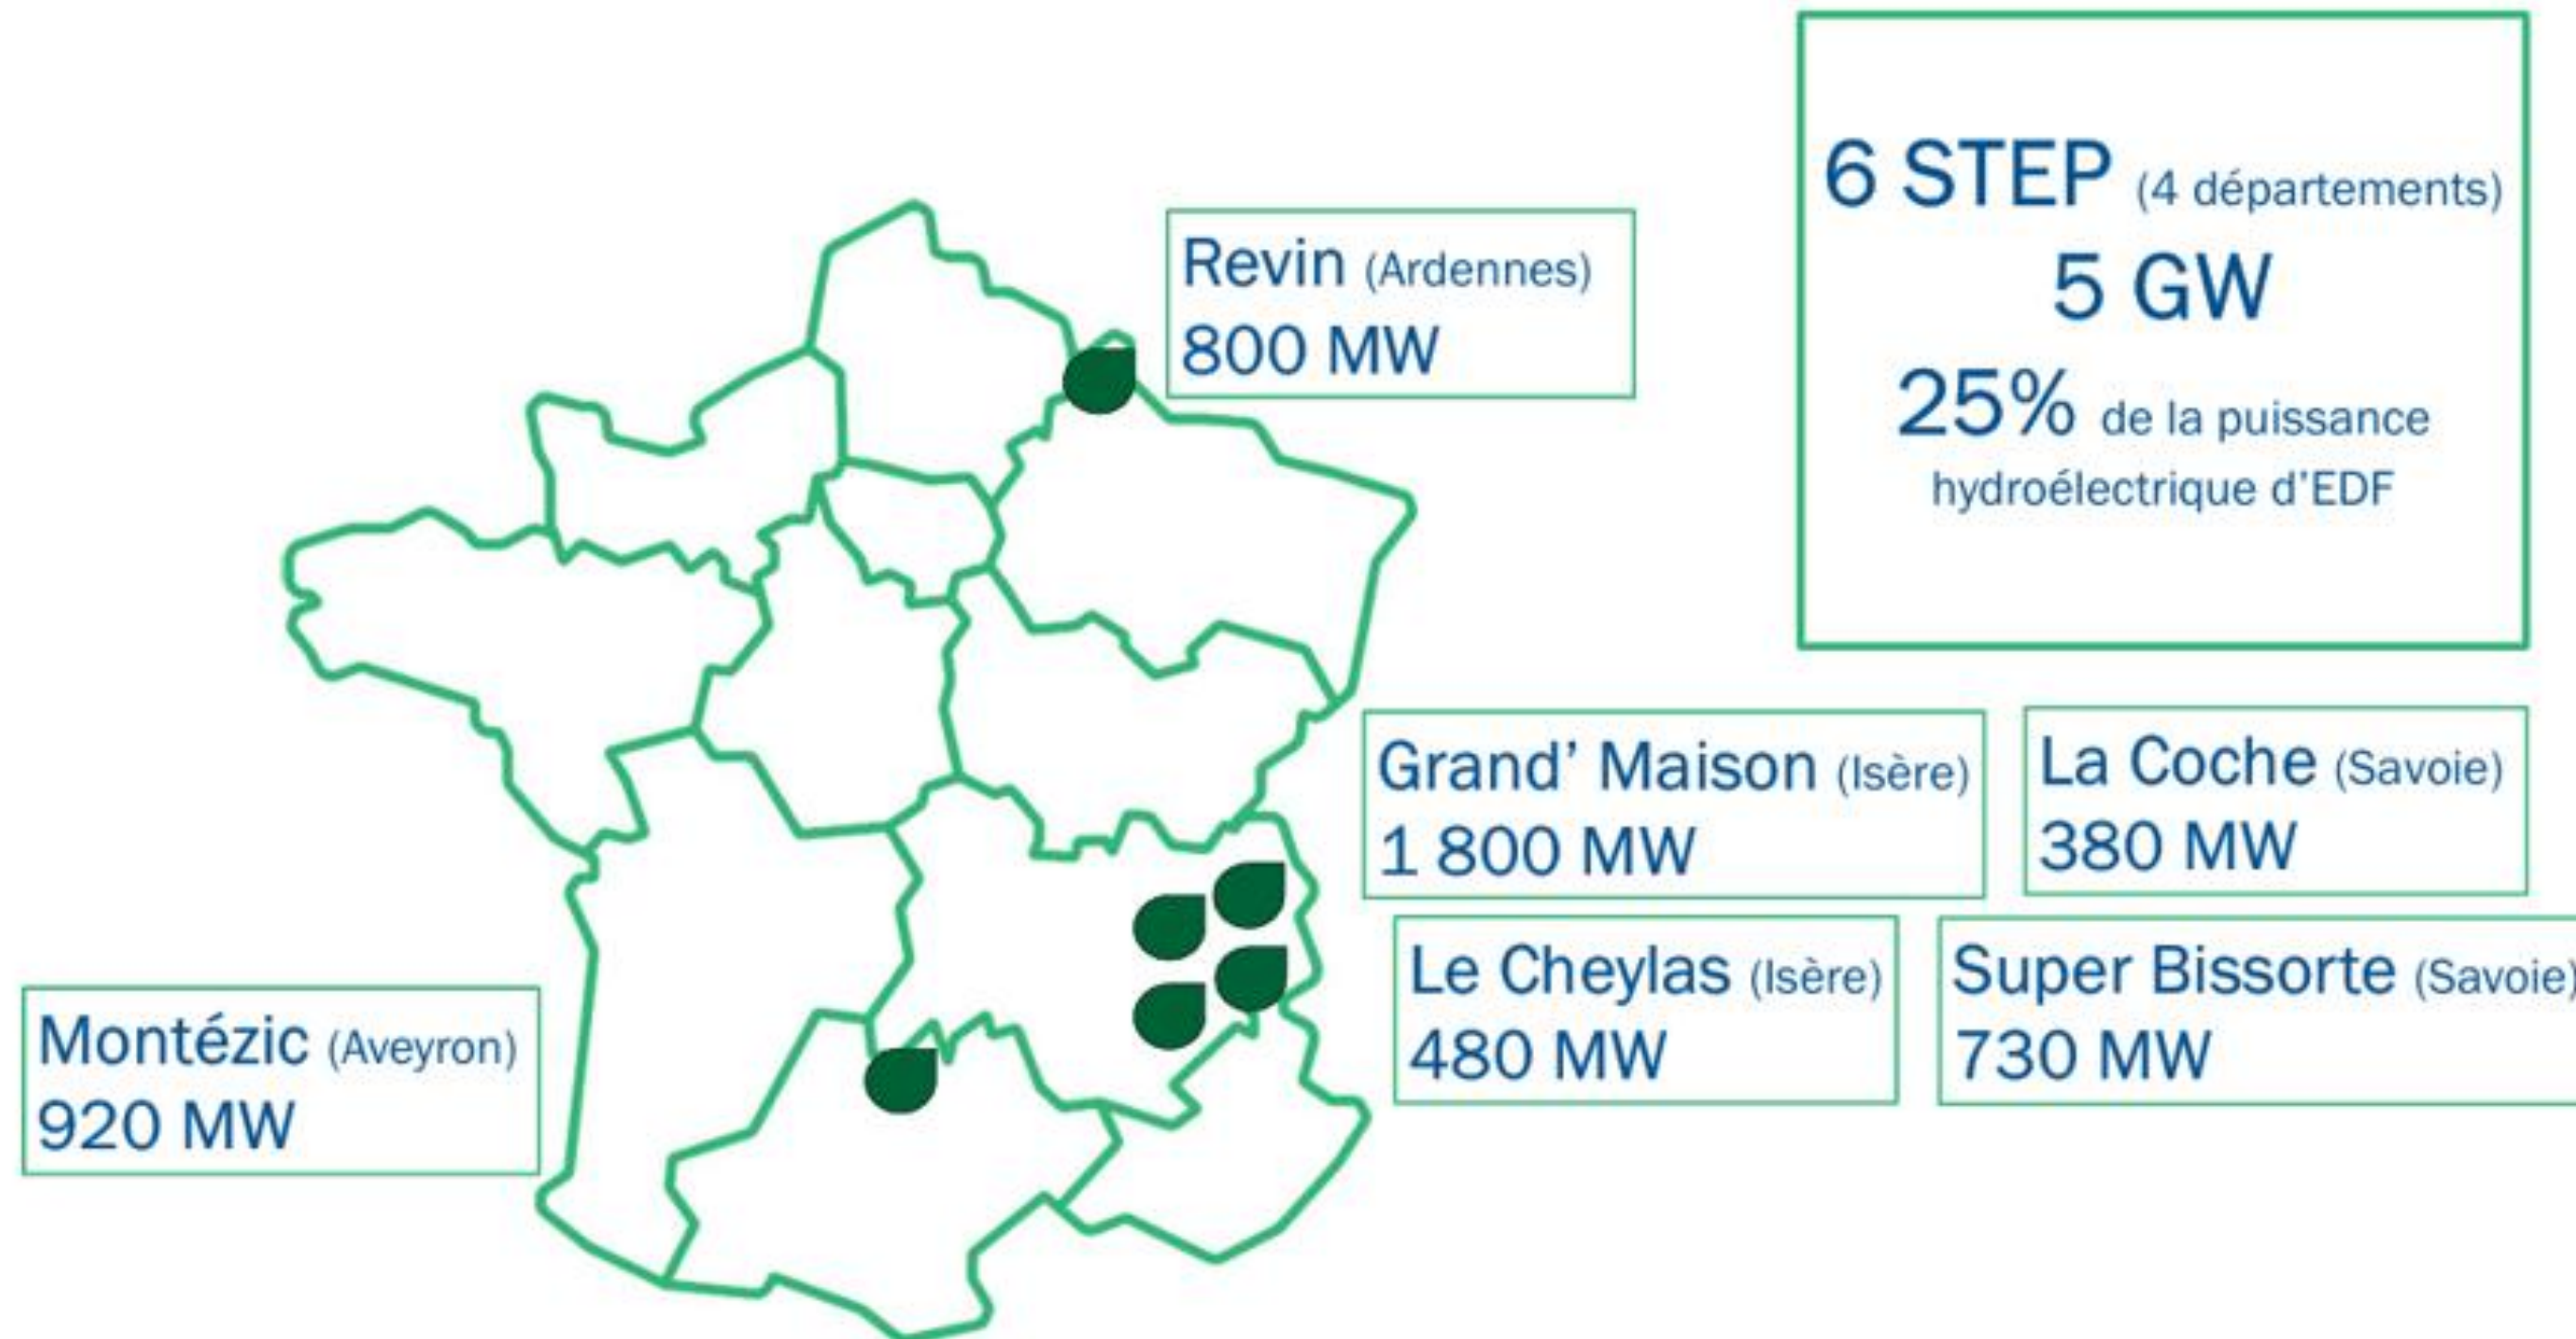 6 STEP (4 départements)
5 GW
25% de la puissance
hydroélectrique d'EDF
Revin (Ardennes)
800 MW
Grand' Maison (Isère)
1 800 MW
La Coche (Savoie)
380 MW
Le Cheylas (Isère)
480 MW
Super Bissorte (Savoie)
730 MW
Montézic (Aveyron)
920 MW